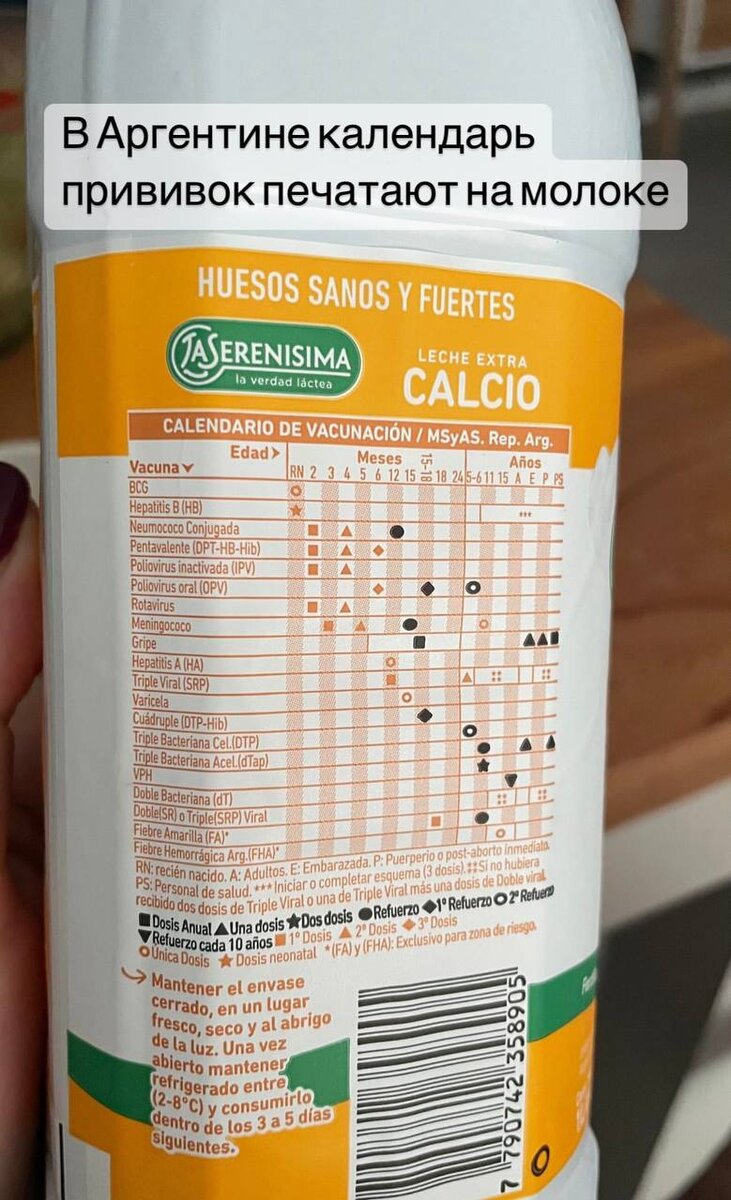 В Аргентине календарь
прививок печатают на молоке
HUESOS SANOS Y FUERTES
LASERENISIMA
la verdad láctea
LECHE EXTRA
CALCIO
CALENDARIO DE VACUNACIÓN / MSyAS. Rep. Arg.
Edad
Meses
Años
Vacuna
RN 2 3 4 5 6 12 15 15-18 18 24 5-6 11 15 A E P PS
BCG
Hepatitis B (HB)
***
Neumococo Conjugada
Pentavalente (DPT-HB-Hib)
Poliovirus inactivada (IPV)
Poliovirus oral (OPV)
Rotavirus
Meningococo
Gripe
Hepatitis A (HA)
Triple Viral (SRP)
Varicela
Cuádruple (DTP-Hib)
Triple Bacteriana Cel.(DTP)
Triple Bacteriana Acel.(dTap)
VPH
Doble Bacteriana (dT)
Doble(SR) o Triple(SRP) Viral
Fiebre Amarilla (FA)*
Fiebre Hemorrágica Arg.(FHA)*
RN: recién nacido. A: Adultos. E: Embarazada. P: Puerperio o post-aborto inmediato.
PS: Personal de salud. *** Iniciar o completar esquema (3 dosis). Si no hubiera
recibido dos dosis de Triple Viral o una de Triple Viral más una dosis de Doble viral.
Dosis Anual Una dosis Dos dosis Refuerzo 1º Refuerzo 2º Refuerzo
Refuerzo cada 10 años 1º Dosis 2º Dosis 3º Dosis
Única Dosis Dosis neonatal *(FA) y (FHA): Exclusivo para zona de riesgo.
Mantener el envase
cerrado, en un lugar
fresco, seco y al abrigo
de la luz. Una vez
abierto mantener
refrigerado entre
(2-8°C) y consumirlo
dentro de los 3 a 5 días
siguientes.
7 790742 358905